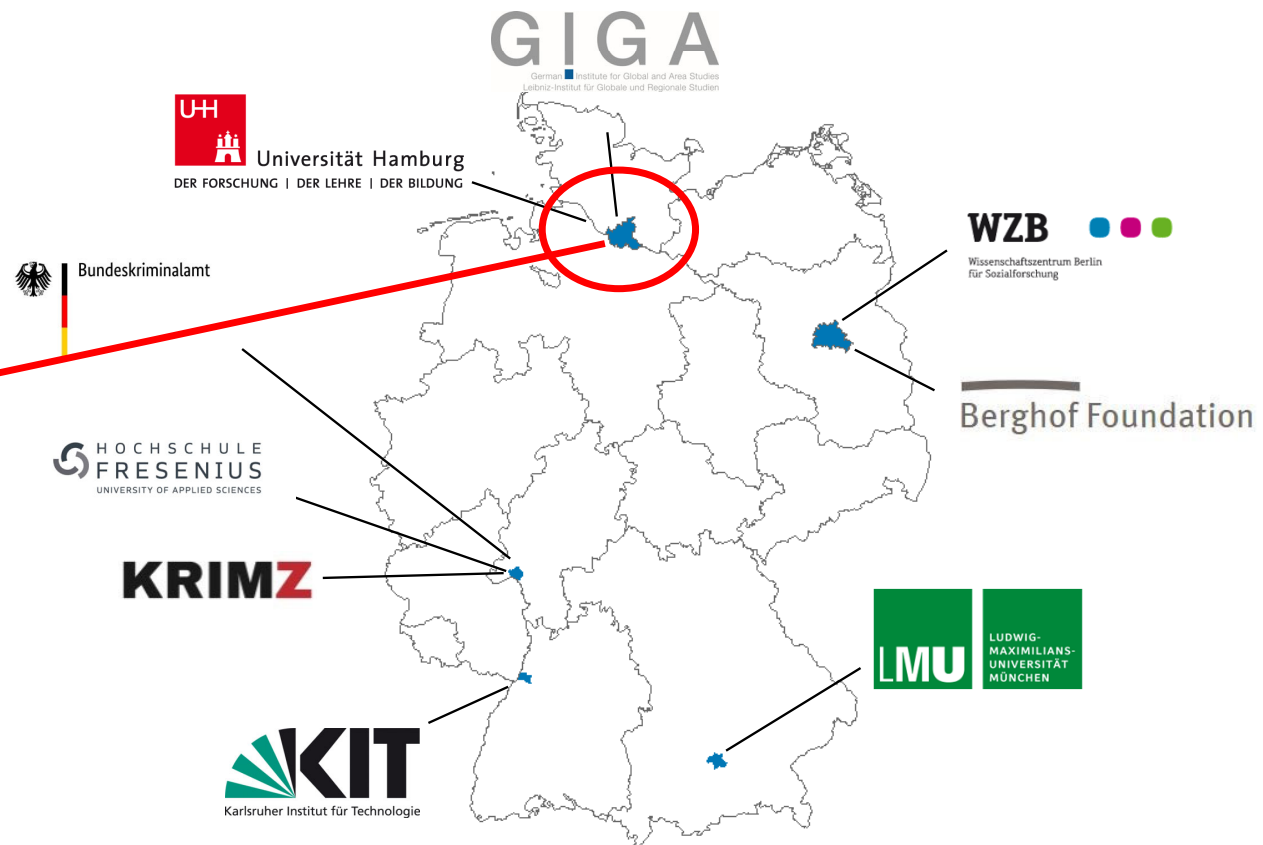 GIGA
German Institute for Global and Area Studies
Leibniz-Institut für Globale und Regionale Studien
UHH
Universität Hamburg
DER FORSCHUNG | DER LEHRE | DER BILDUNG
WZB
Wissenschaftszentrum Berlin
für Sozialforschung
Bundeskriminalamt
Berghof Foundation
HOCHSCHULE
FRESENIUS
UNIVERSITY OF APPLIED SCIENCES
KRIMZ
LMU
LUDWIG-
MAXIMILIANS-
UNIVERSITÄT
MÜNCHEN
KIT
Karlsruher Institut für Technologie